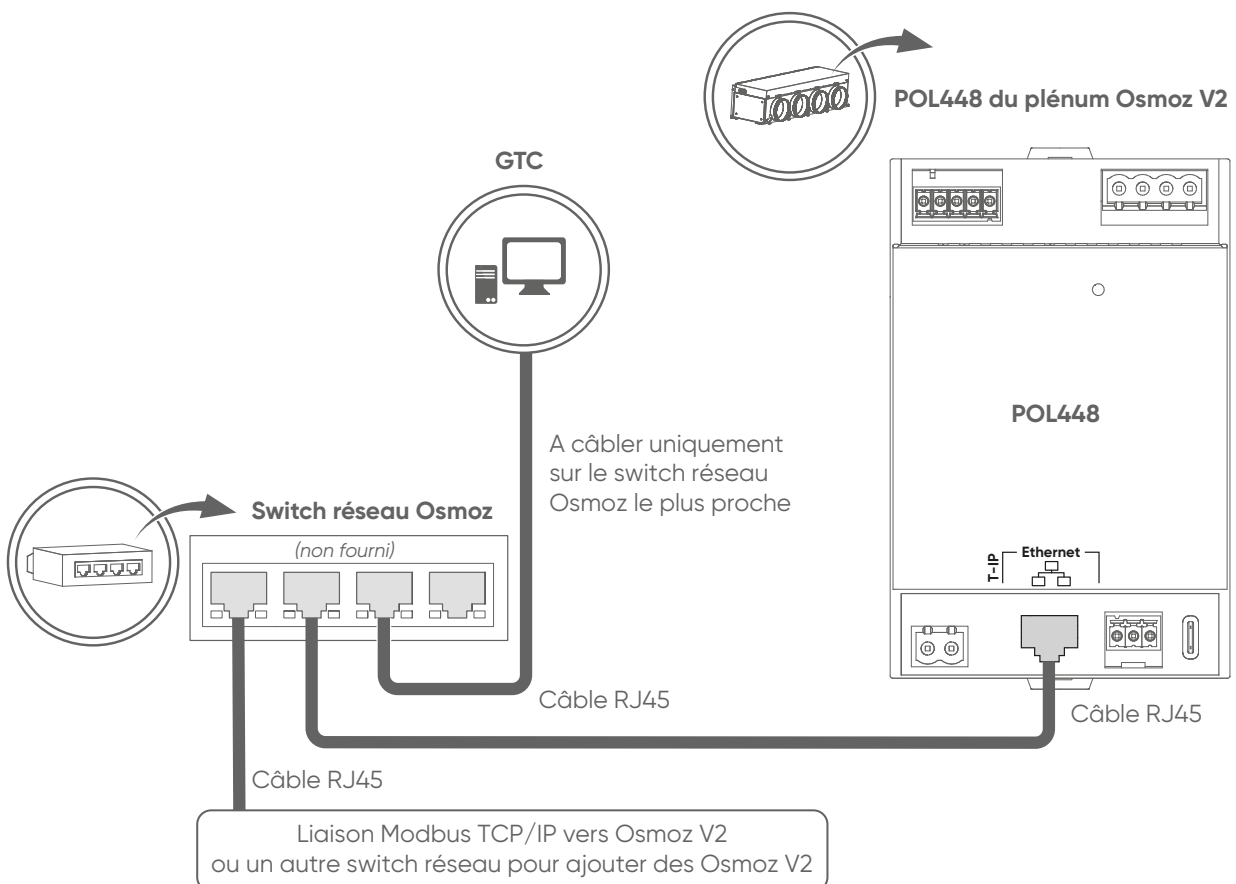 POL448 du plénum Osmoz V2
GTC
POL448
A câbler uniquement
sur le switch réseau
Osmoz le plus proche
Switch réseau Osmoz
(non fourni)
T-IP
Ethernet
Câble RJ45
Câble RJ45
Câble RJ45
Liaison Modbus TCP/IP vers Osmoz V2
ou un autre switch réseau pour ajouter des Osmoz V2